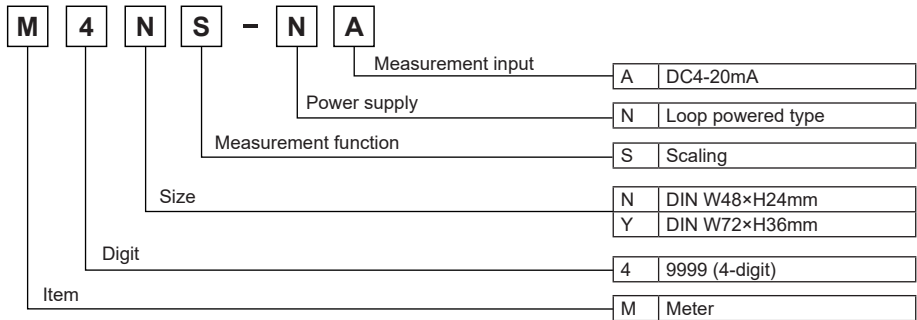 M 4 N S - N A
Measurement input
A DC4-20mA
Power supply
N Loop powered type
Measurement function
S Scaling
Size
N DIN W48×H24mm
Y DIN W72×H36mm
Digit
4 9999 (4-digit)
Item
M Meter